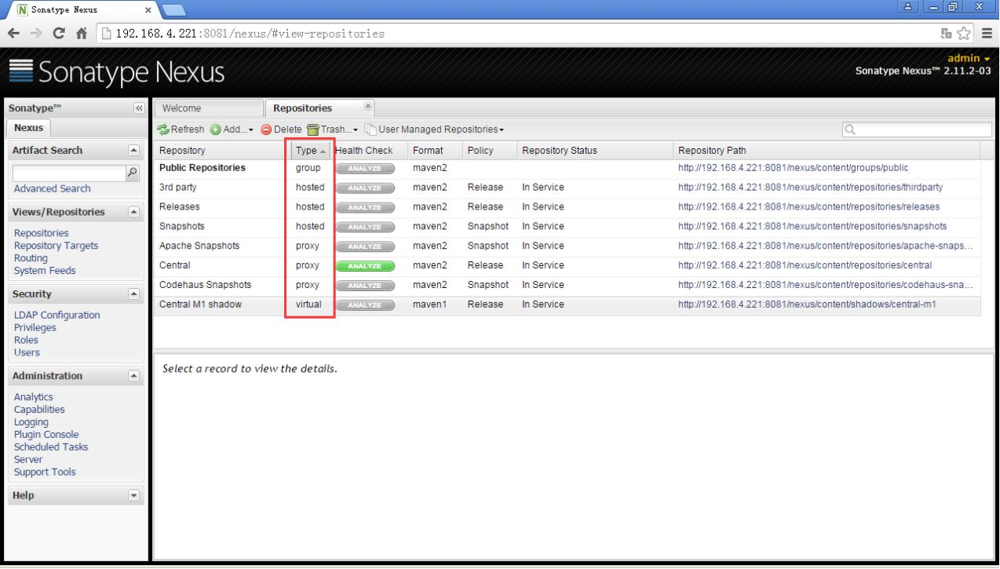 Sonatype Nexus
192.168.4.221:8081/nexus/#view-repositories
Sonatype Nexus
admin
Sonatype Nexus™ 2.11.2-03
Sonatype™
Nexus
Artifact Search
Advanced Search
Views/Repositories
Repositories
Repository Targets
Routing
System Feeds
Security
LDAP Configuration
Privileges
Roles
Users
Administration
Analytics
Capabilities
Logging
Plugin Console
Scheduled Tasks
Server
Support Tools
Help
Welcome Repositories
Refresh Add... Delete Trash... User Managed Repositories
Repository Type Health Check Format Policy Repository Status Repository Path
Public Repositories group ANALYZE maven2 http://192.168.4.221:8081/nexus/content/groups/public
3rd party hosted ANALYZE maven2 Release In Service http://192.168.4.221:8081/nexus/content/repositories/thirdparty
Releases hosted ANALYZE maven2 Release In Service http://192.168.4.221:8081/nexus/content/repositories/releases
Snapshots hosted ANALYZE maven2 Snapshot In Service http://192.168.4.221:8081/nexus/content/repositories/snapshots
Apache Snapshots proxy ANALYZE maven2 Snapshot In Service http://192.168.4.221:8081/nexus/content/repositories/apache-snaps...
Central proxy ANALYZE maven2 Release In Service http://192.168.4.221:8081/nexus/content/repositories/central
Codehaus Snapshots proxy ANALYZE maven2 Snapshot In Service http://192.168.4.221:8081/nexus/content/repositories/codehaus-sna...
Central M1 shadow virtual ANALYZE maven1 Release In Service http://192.168.4.221:8081/nexus/content/shadows/central-m1
Select a record to view the details.